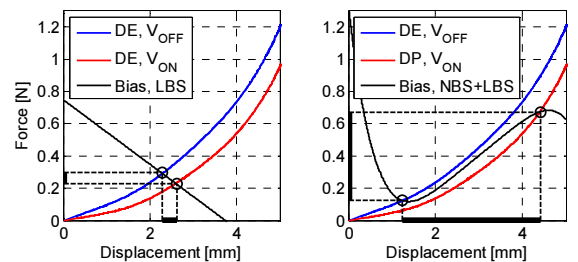 1.2
1
0.8
0.6
0.4
0.2
0
Force [N]
DE, V_OFF
DE, V_ON
Bias, LBS
0 2 4
Displacement [mm]
1.2
1
0.8
0.6
0.4
0.2
0
DE, V_OFF
DP, V_ON
Bias, NBS+LBS
0 2 4
Displacement [mm]